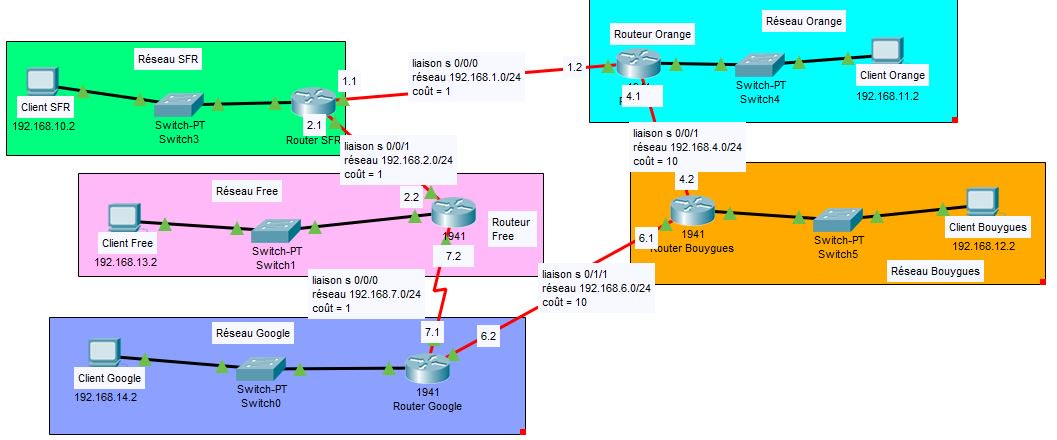 Réseau SFR
Client SFR
192.168.10.2
Switch-PT
Switch3
1.1
2.1
Router SFR
liaison s 0/0/0
réseau 192.168.1.0/24
coût = 1
1.2
Réseau Orange
Routeur Orange
4.1
Switch-PT
Switch4
Client Orange
192.168.11.2
liaison s 0/0/1
réseau 192.168.2.0/24
coût = 1
liaison s 0/0/1
réseau 192.168.4.0/24
coût = 10
Réseau Free
Client Free
192.168.13.2
Switch-PT
Switch1
2.2
1941
7.2
Routeur
Free
4.2
6.1
1941
Router Bouygues
Switch-PT
Switch5
Client Bouygues
192.168.12.2
Réseau Bouygues
liaison s 0/0/0
réseau 192.168.7.0/24
coût = 1
liaison s 0/1/1
réseau 192.168.6.0/24
coût = 10
Réseau Google
Client Google
192.168.14.2
Switch-PT
Switch0
7.1
6.2
1941
Router Google